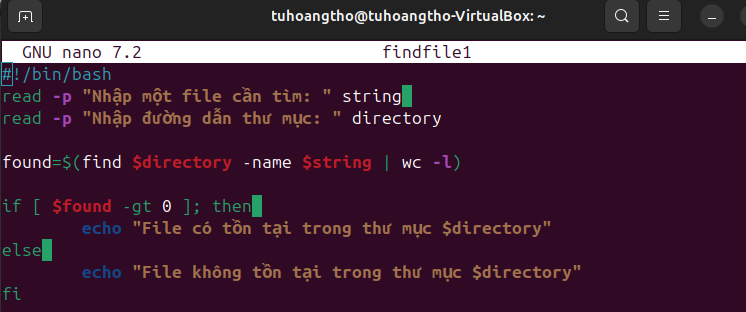 tuhoangtho@tuhoangtho-VirtualBox: ~
GNU nano 7.2 findfile1
#!/bin/bash
read -p "Nhập một file cần tìm: " string
read -p "Nhập đường dẫn thư mục: " directory
found=$(find $directory -name $string | wc -l)
if [ $found -gt 0 ]; then
echo "File có tồn tại trong thư mục $directory"
else
echo "File không tồn tại trong thư mục $directory"
fi